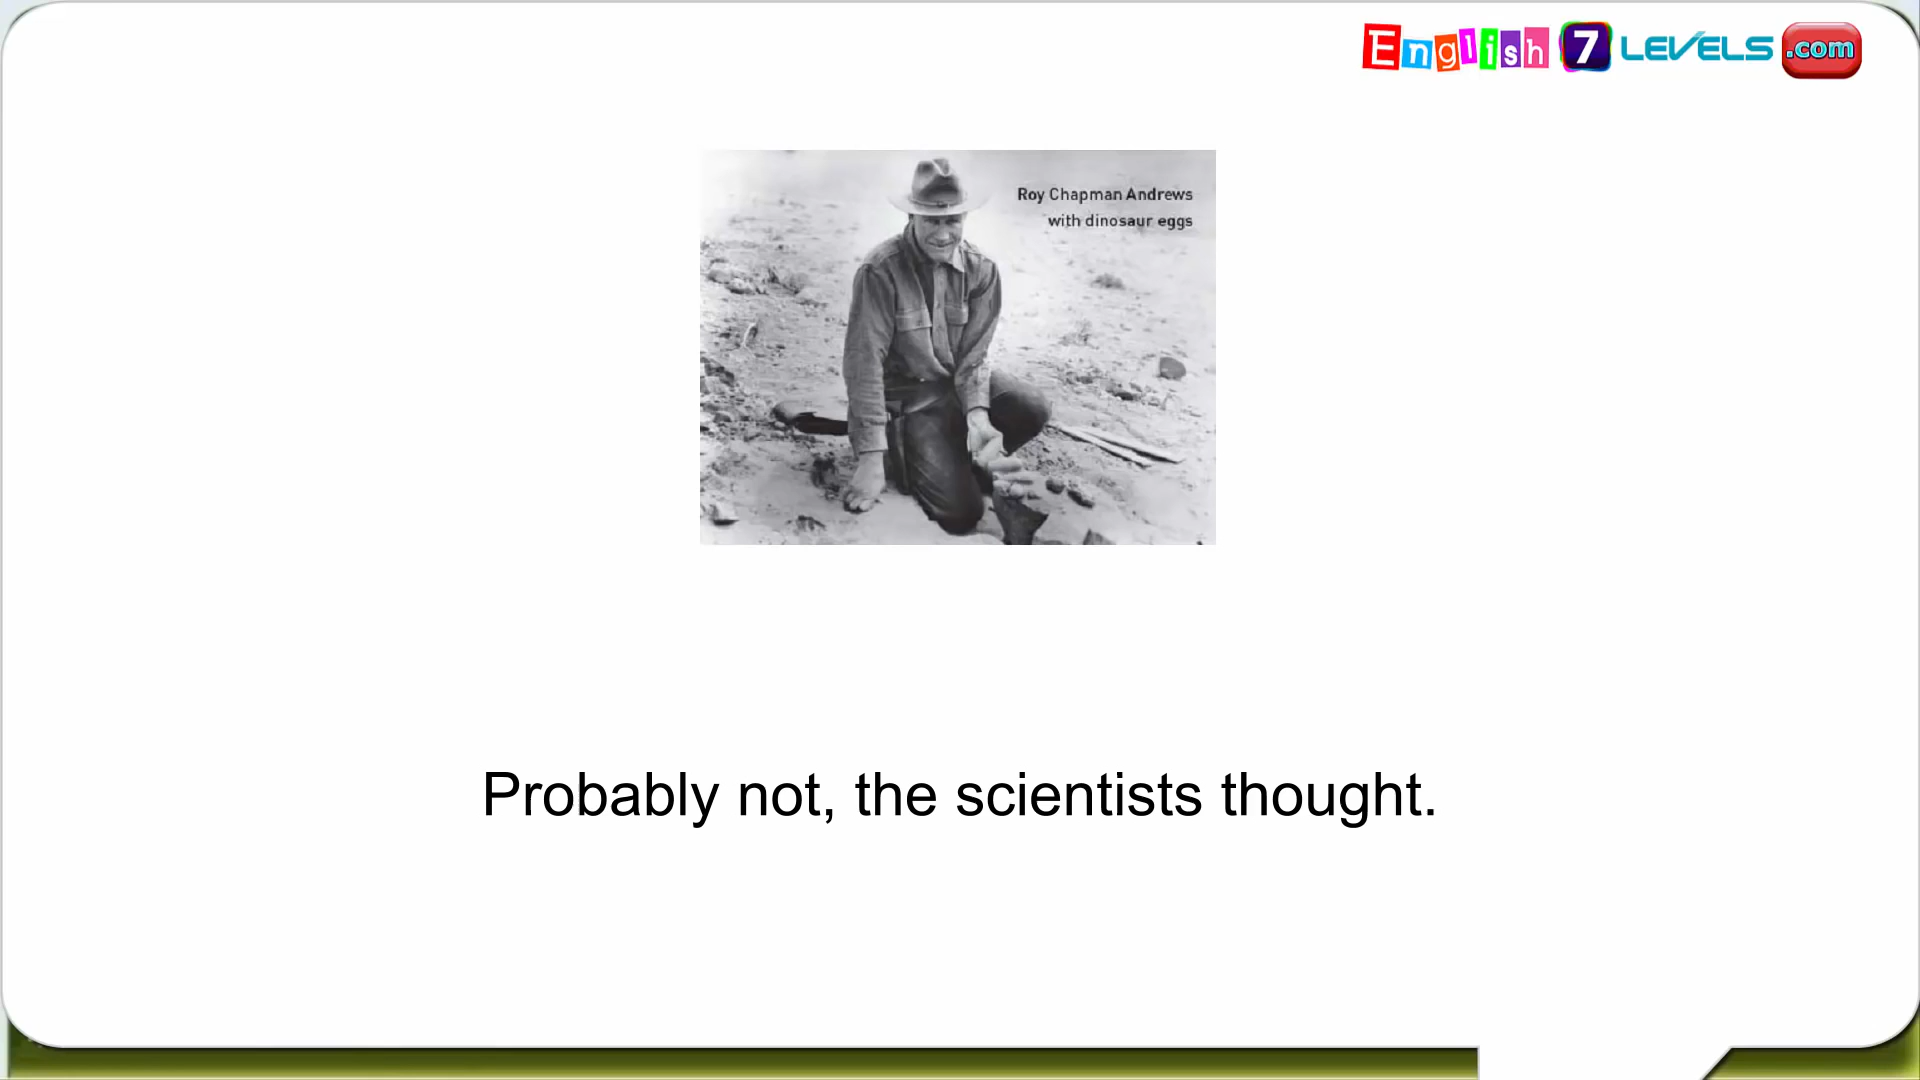 English 7 LEVELS .com
Roy Chapman Andrews
with dinosaur eggs
Probably not, the scientists thought.